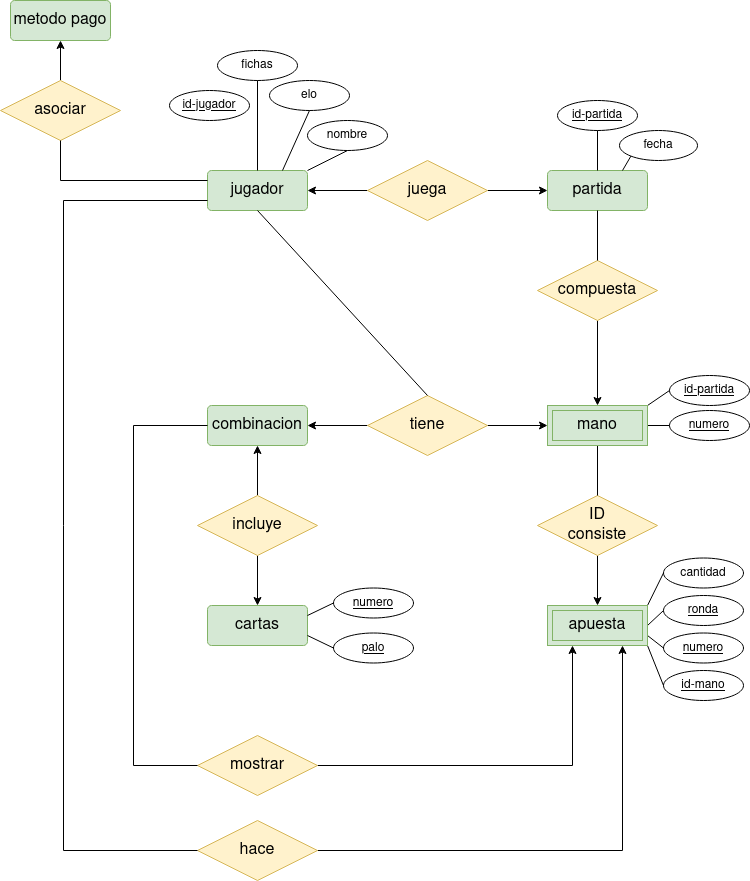 metodo pago
fichas
elo
id-jugador
asociar
nombre
id-partida
fecha
jugador
juega
partida
compuesta
id-partida
combinacion
tiene
mano
numero
incluye
ID
consiste
cantidad
numero
ronda
cartas
apuesta
palo
numero
id-mano
mostrar
hace